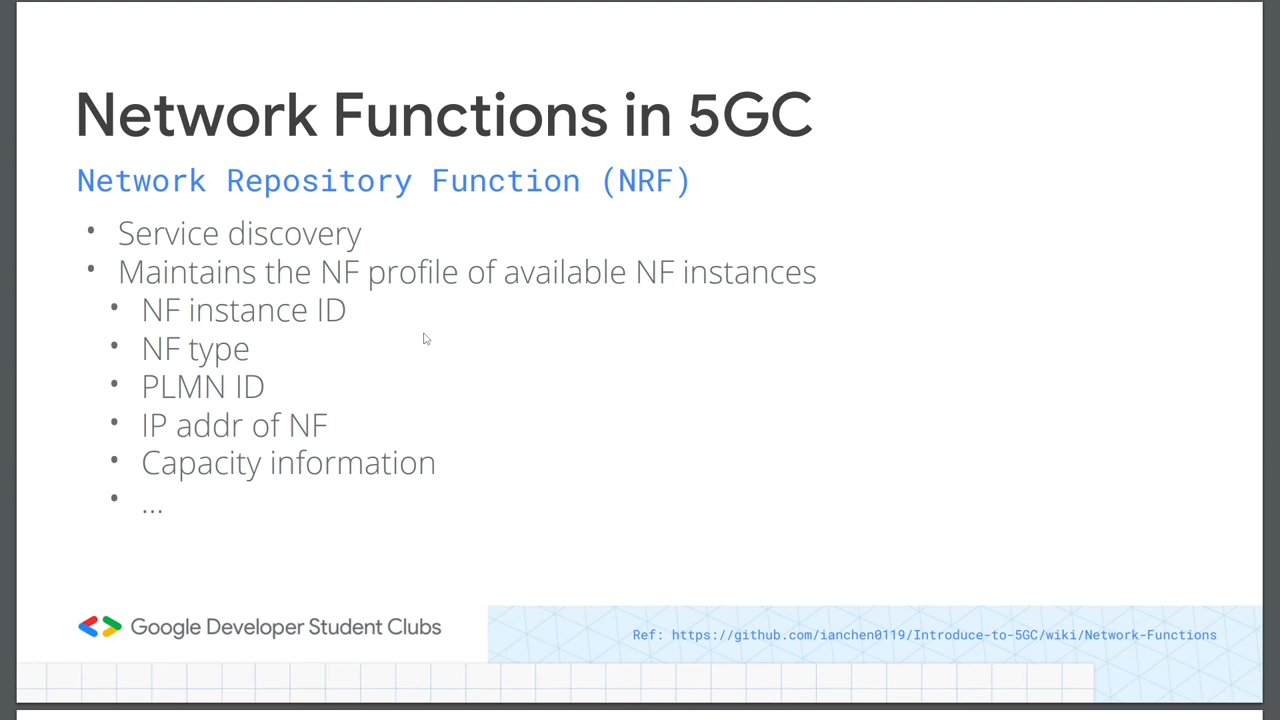 Network Functions in 5GC
Network Repository Function (NRF)
• Service discovery
• Maintains the NF profile of available NF instances
• NF instance ID
• NF type
• PLMN ID
• IP addr of NF
• Capacity information
• ...
Google Developer Student Clubs
Ref: https://github.com/ianchen0119/Introduce-to-5GC/wiki/Network-Functions